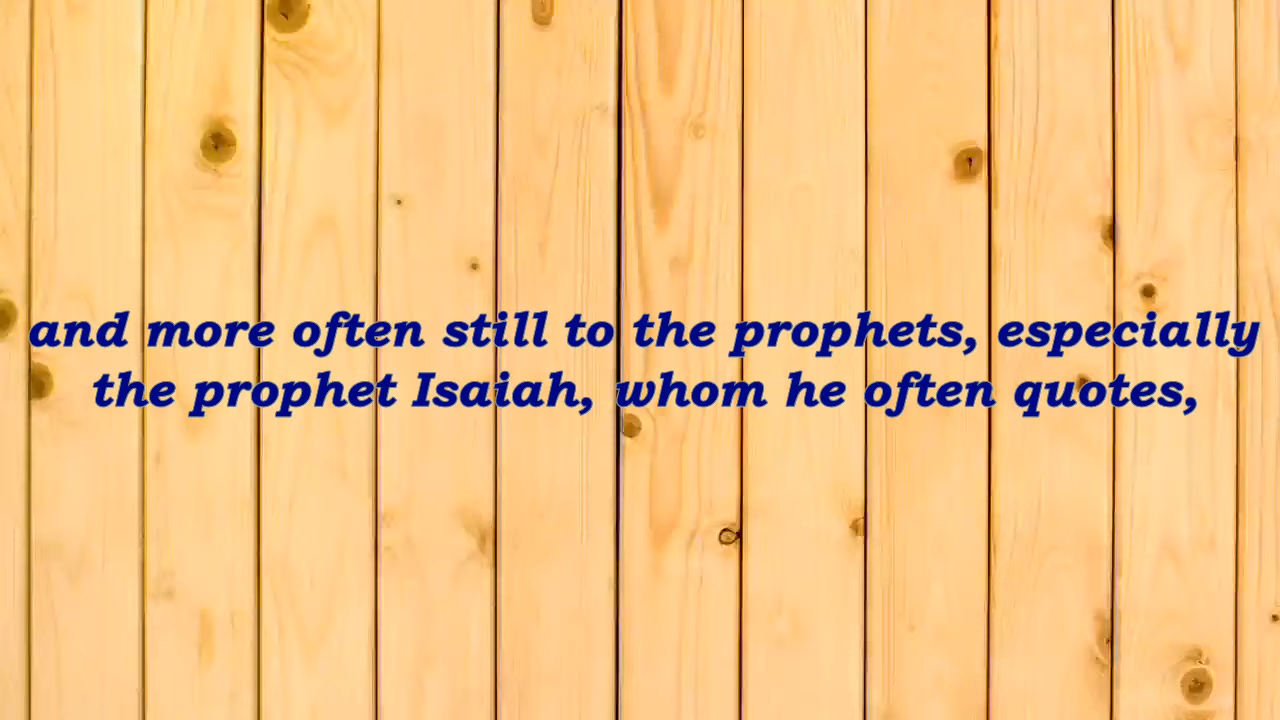 and more often still to the prophets, especially
the prophet Isaiah, whom he often quotes,